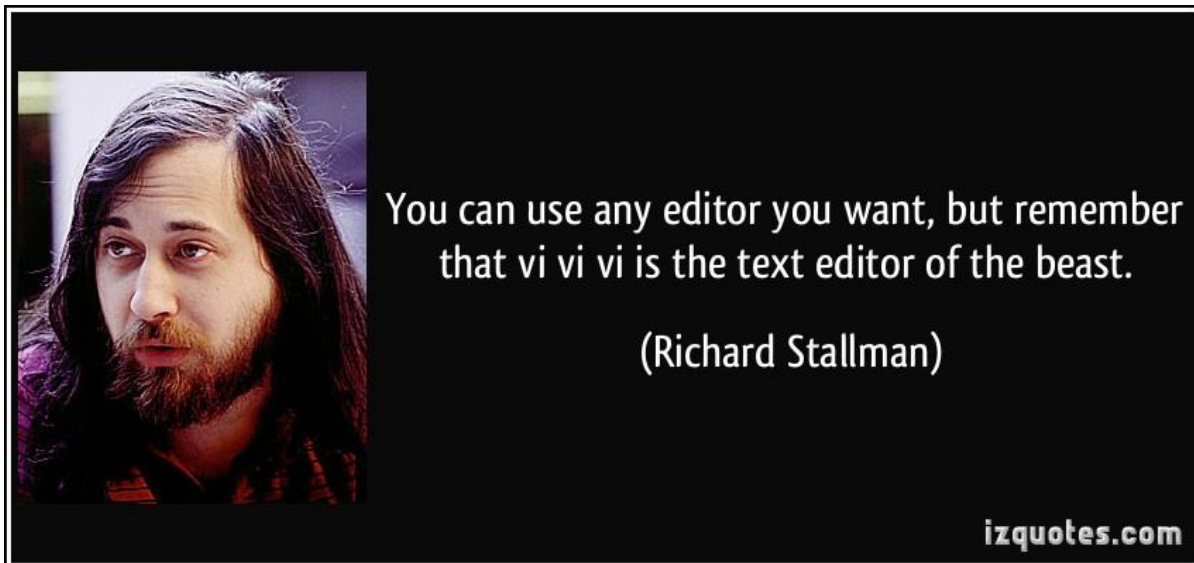 You can use any editor you want, but remember
that vi vi vi is the text editor of the beast.
(Richard Stallman)
izquotes.com